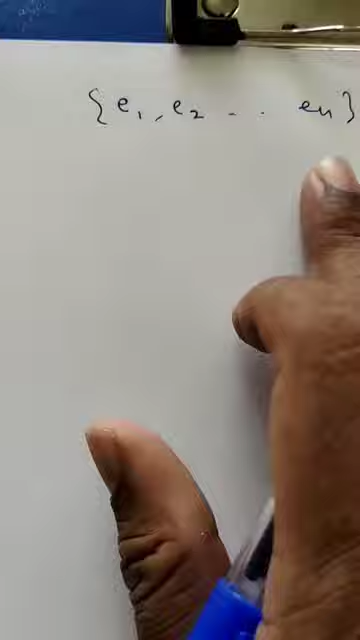 {e₁, e₂ . . . eₙ}